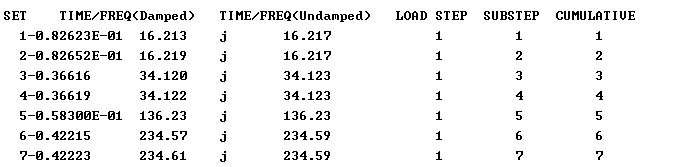 SET TIME/FREQ(Damped) TIME/FREQ(Undamped) LOAD STEP SUBSTEP CUMULATIVE
1-0.82623E-01 16.213 j 16.217 1 1 1
2-0.82652E-01 16.219 j 16.217 1 2 2
3-0.36616 34.120 j 34.123 1 3 3
4-0.36619 34.122 j 34.123 1 4 4
5-0.58300E-01 136.23 j 136.23 1 5 5
6-0.42215 234.57 j 234.59 1 6 6
7-0.42223 234.61 j 234.59 1 7 7